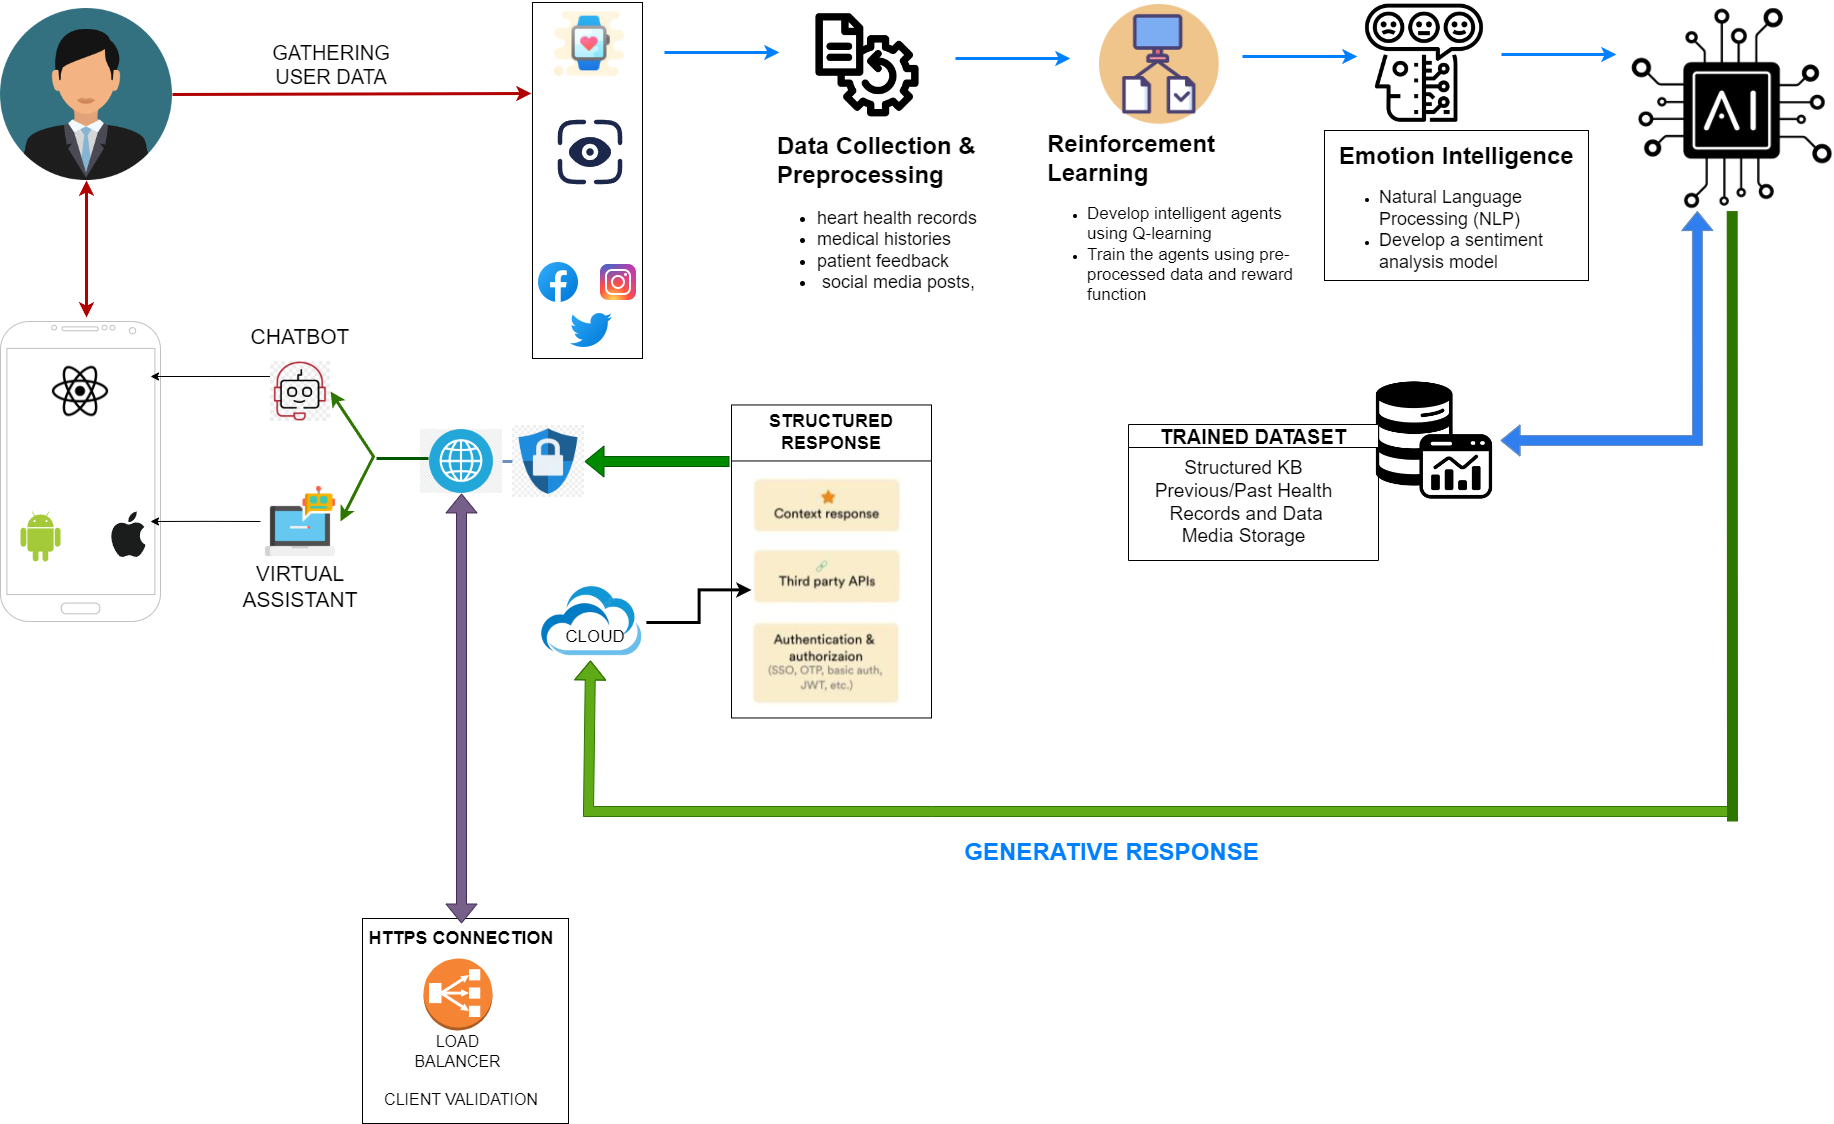 GATHERING
USER DATA
Data Collection &
Preprocessing
heart health records
medical histories
patient feedback
social media posts,
Reinforcement
Learning
Develop intelligent agents
using Q-learning
Train the agents using pre-
processed data and reward
function
Emotion Intelligence
Natural Language
Processing (NLP)
Develop a sentiment
analysis model
AI
CHATBOT
VIRTUAL
ASSISTANT
STRUCTURED
RESPONSE
Context response
Third party APIs
Authentication &
authorizaion
(SSO, OTP, basic auth,
JWT, etc.)
CLOUD
TRAINED DATASET
Structured KB
Previous/Past Health
Records and Data
Media Storage
GENERATIVE RESPONSE
HTTPS CONNECTION
LOAD
BALANCER
CLIENT VALIDATION